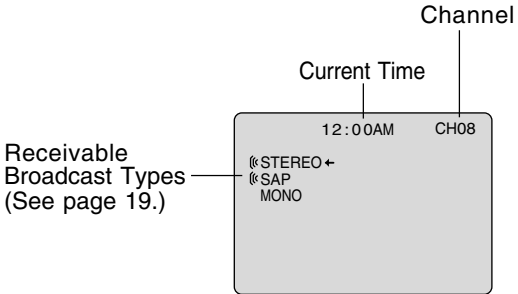 Channel
Current Time
12:00AM CH08
Receivable
Broadcast Types
(See page 19.)
STEREO←
SAP
MONO